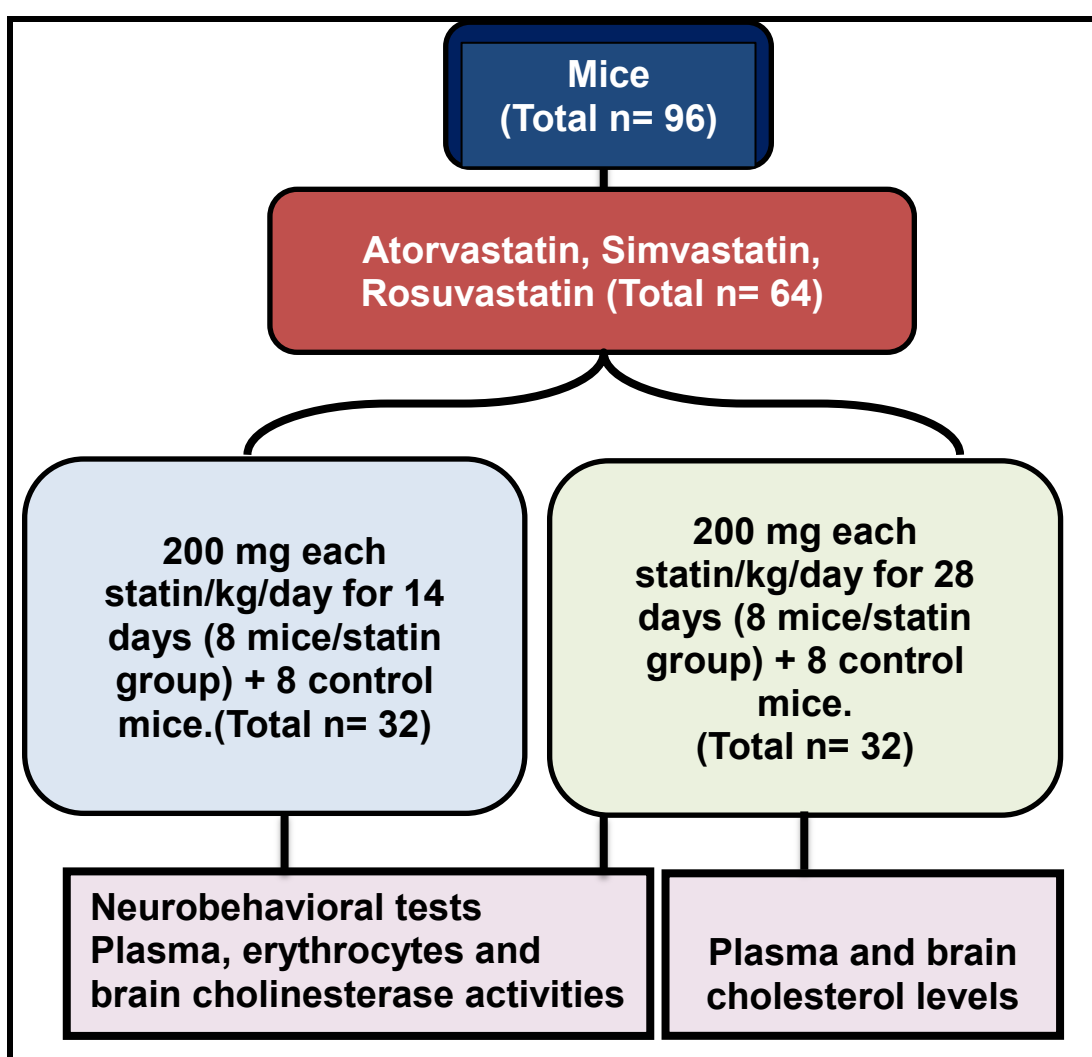 Mice
(Total n= 96)
Atorvastatin, Simvastatin,
Rosuvastatin (Total n= 64)
200 mg each
statin/kg/day for 14
days (8 mice/statin
group) + 8 control
mice.(Total n= 32)
200 mg each
statin/kg/day for 28
days (8 mice/statin
group) + 8 control
mice.
(Total n= 32)
Neurobehavioral tests
Plasma, erythrocytes and
brain cholinesterase activities
Plasma and brain
cholesterol levels